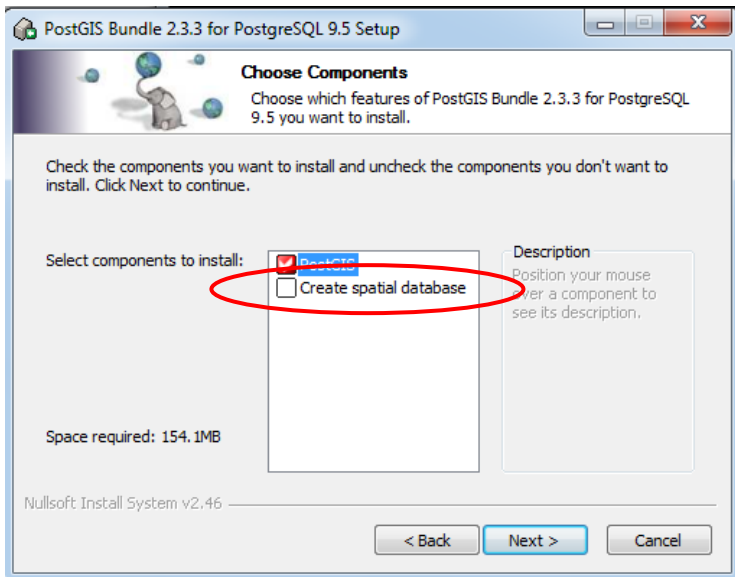 PostGIS Bundle 2.3.3 for PostgreSQL 9.5 Setup
Choose Components
Choose which features of PostGIS Bundle 2.3.3 for PostgreSQL
9.5 you want to install.
Check the components you want to install and uncheck the components you don't want to
install. Click Next to continue.
Select components to install:
PostGIS
Create spatial database
Description
Position your mouse
over a component to
see its description.
Space required: 154.1MB
Nullsoft Install System v2.46
< Back
Next >
Cancel